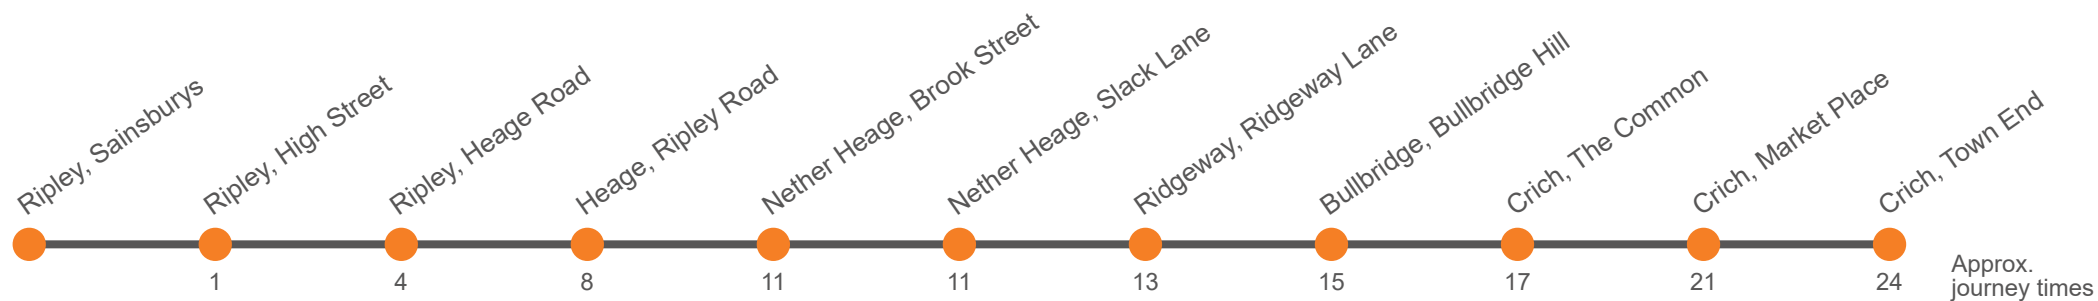 Ripley, Sainsburys
Ripley, High Street
Ripley, Heage Road
Heage, Ripley Road
Nether Heage, Brook Street
Nether Heage, Slack Lane
Ridgeway, Ridgeway Lane
Bullbridge, Bullbridge Hill
Crich, The Common
Crich, Market Place
Crich, Town End
1 4 8 11 11 13 15 17 21 24
Approx.
journey times